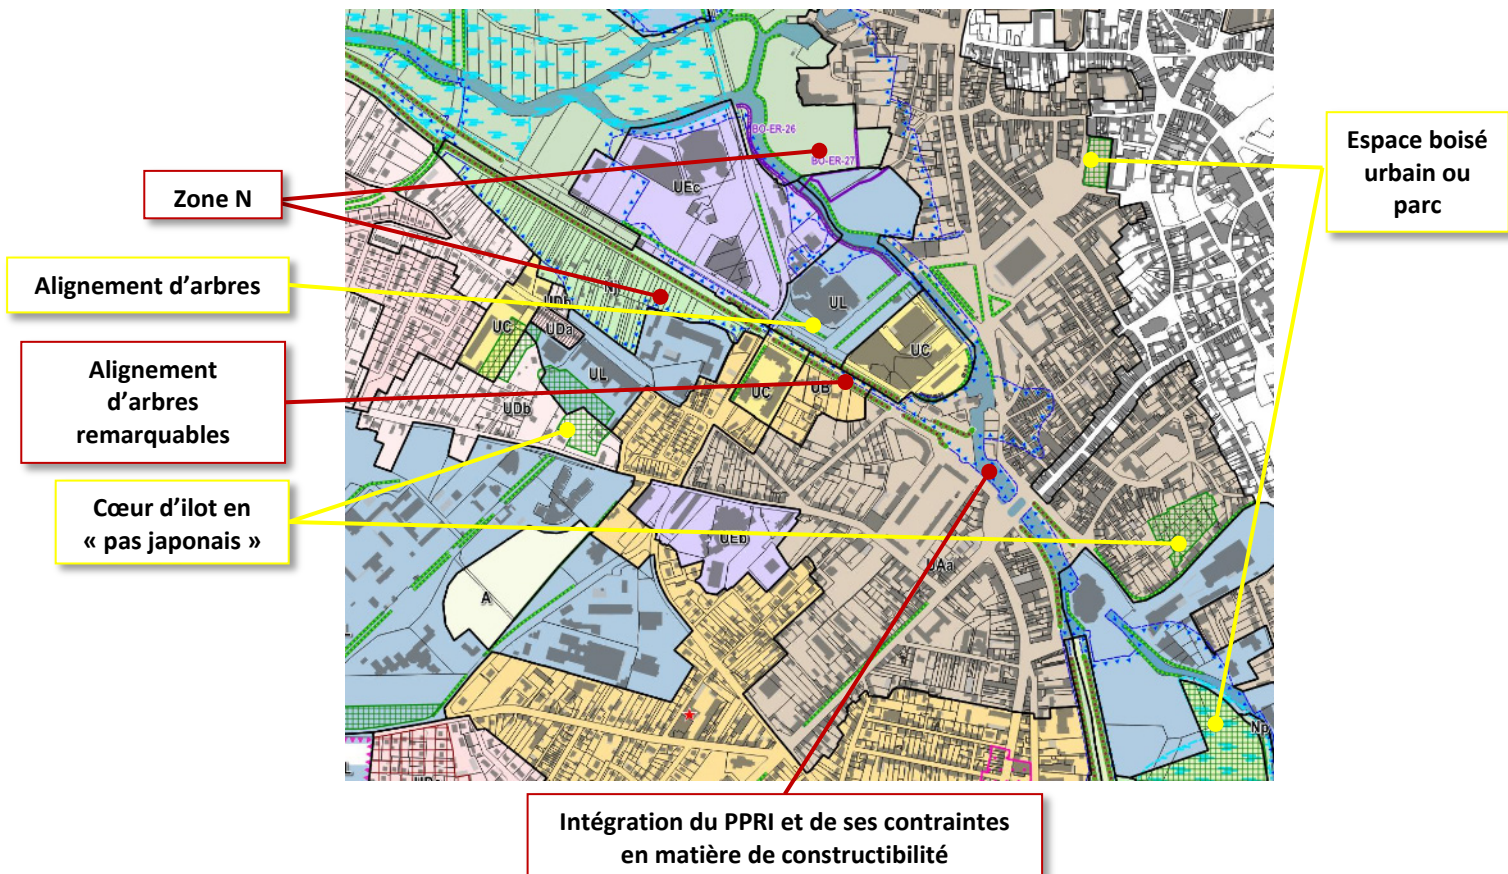 Zone N
Alignement d’arbres
Alignement
d’arbres
remarquables
Cœur d’ilot en
« pas japonais »
Espace boisé
urbain ou
parc
Intégration du PPRI et de ses contraintes
en matière de constructibilité
BO-ER-26
BO-ER-27
UEc
N
UDb
UDa
UC
UL
UL
UC
UC
UB
UDb
UEb
UAa
A
Np